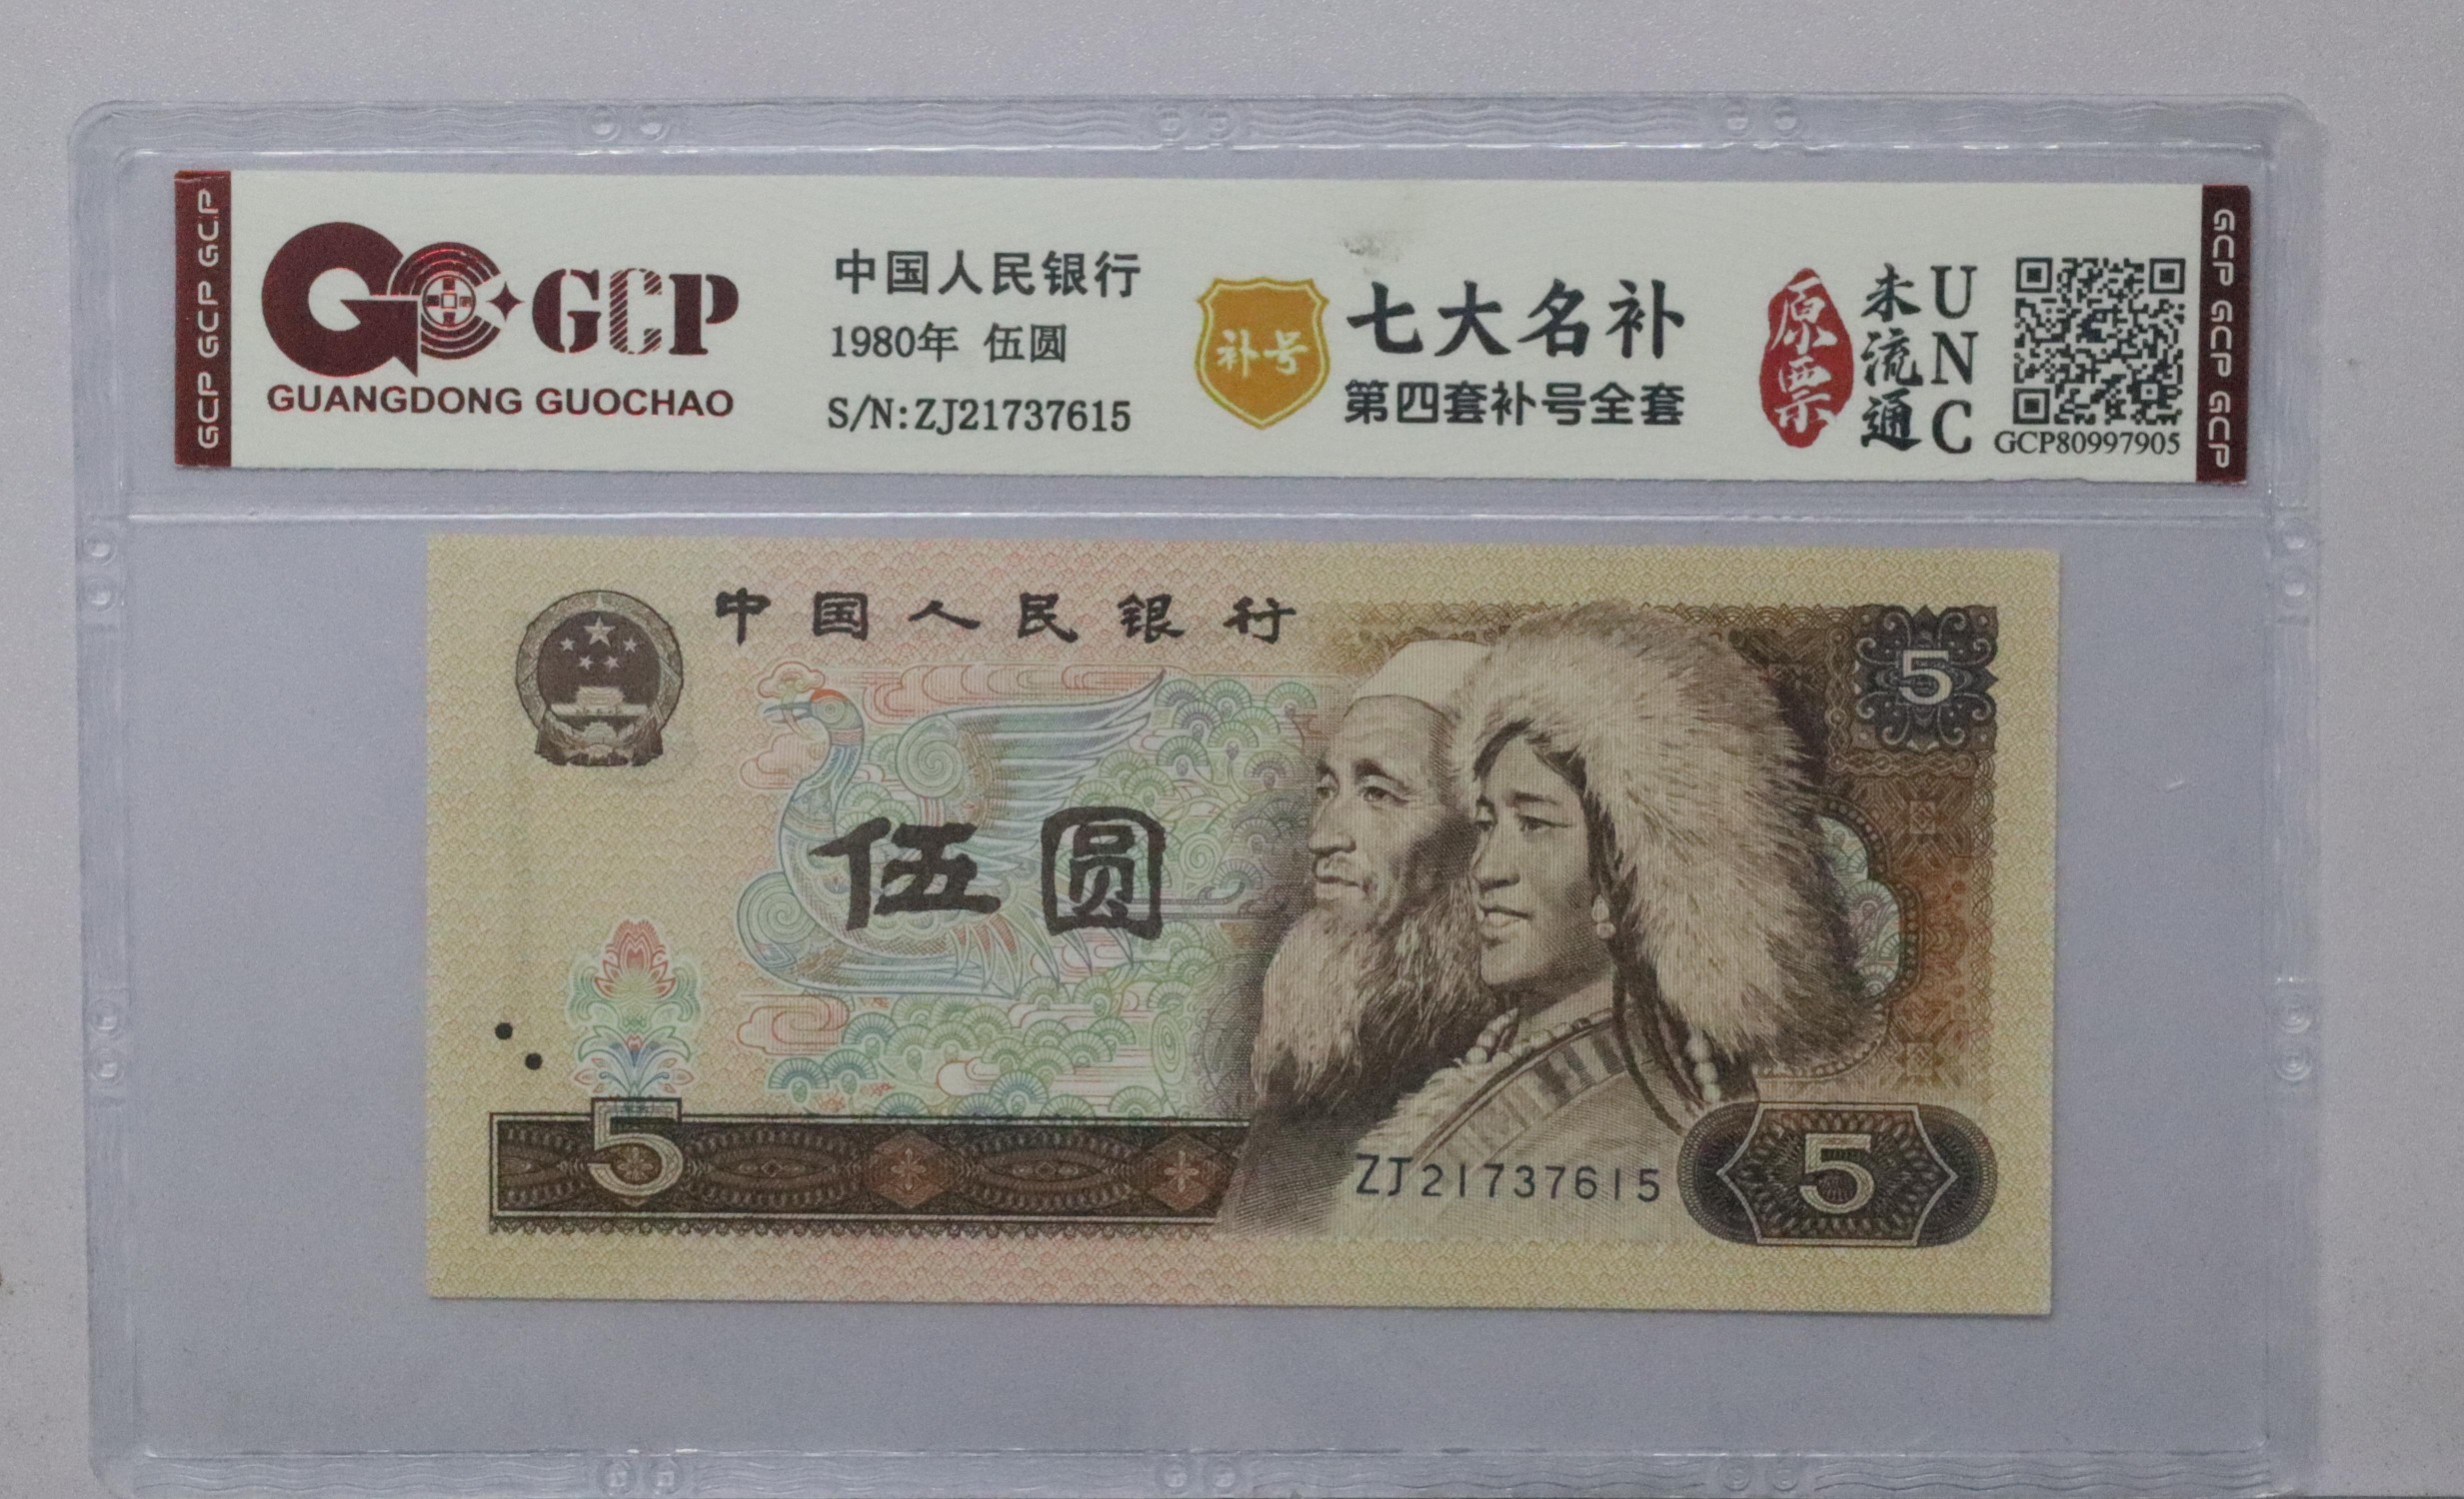 GCP GCP GCP
GCP
GUANGDONG GUOCHAO
中国人民银行
1980年 伍圆
S/N:ZJ21737615
补号
七大名补
第四套补号全套
原票
未流通
UNC
GCP80997905
GCP GCP GCP
中国人民银行
5
伍圆
5
ZJ21737615
5